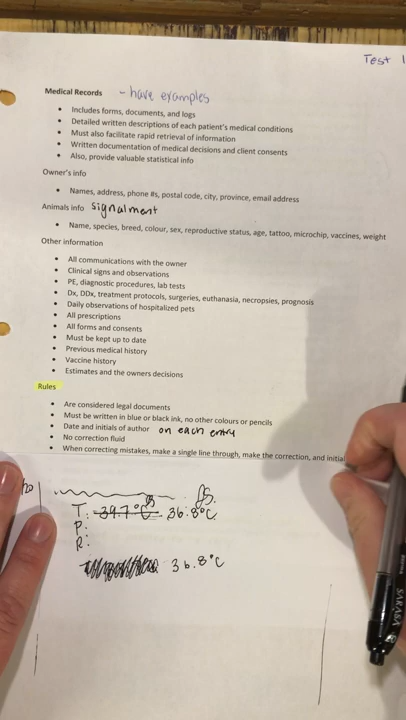 Test 1
Medical Records - have examples
• Includes forms, documents, and logs
• Detailed written descriptions of each patient's medical conditions
• Must also facilitate rapid retrieval of information
• Written documentation of medical decisions and client consents
• Also, provide valuable statistical info
Owner's info
• Names, address, phone #s, postal code, city, province, email address
Animals info signalment
• Name, species, breed, colour, sex, reproductive status, age, tattoo, microchip, vaccines, weight
Other information
• All communications with the owner
• Clinical signs and observations
• PE, diagnostic procedures, lab tests
• Dx, DDx, treatment protocols, surgeries, euthanasia, necropsies, prognosis
• Daily observations of hospitalized pets
• All prescriptions
• All forms and consents
• Must be kept up to date
• Previous medical history
• Vaccine history
• Estimates and the owners decisions
Rules
• Are considered legal documents
• Must be written in blue or black ink, no other colours or pencils
• Date and initials of author on each entry
• No correction fluid
• When correcting mistakes, make a single line through, make the correction, and initial
T: 39.7°C 36.8°C
P:
R:
36.8°C
SARASA